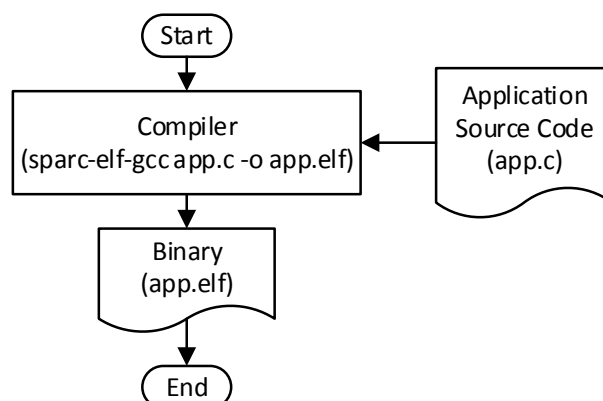 Start
Compiler
(sparc-elf-gcc app.c -o app.elf)
Application
Source Code
(app.c)
Binary
(app.elf)
End